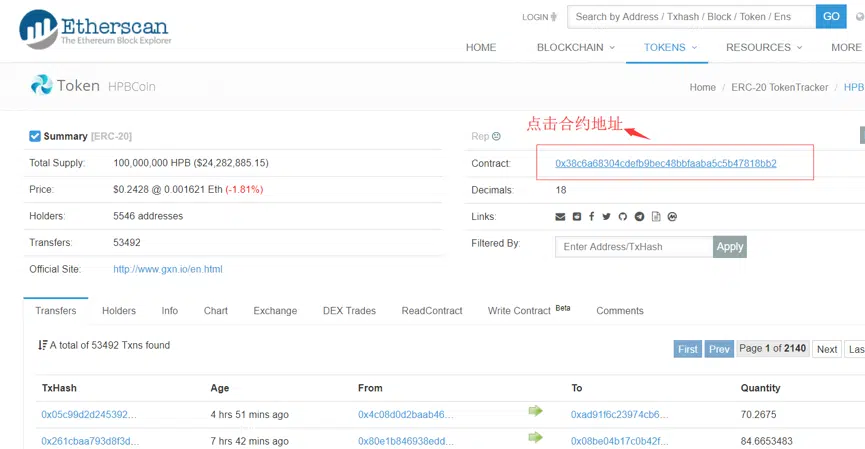 Etherscan
The Ethereum Block Explorer
LOGIN
Search by Address / Txhash / Block / Token / Ens
GO
HOME
BLOCKCHAIN
TOKENS
RESOURCES
MORE
Token HPBCoin
Home / ERC-20 TokenTracker / HPB
Summary [ERC-20]
Total Supply: 100,000,000 HPB ($24,282,885.15)
Price: $0.2428 @ 0.001621 Eth (-1.81%)
Holders: 5546 addresses
Transfers: 53492
Official Site: http://www.gxn.io/en.html
Rep
点击合约地址
Contract: 0x38c6a68304cdefb9bec48bbfaaba5c5b47818bb2
Decimals: 18
Links:
Filtered By: Enter Address/TxHash Apply
Transfers Holders Info Chart Exchange DEX Trades ReadContract Write Contract Beta Comments
A total of 53492 Txns found
First Prev Page 1 of 2140 Next Las
TxHash Age From To Quantity
0x05c99d2d245392... 4 hrs 51 mins ago 0x4c08d0d2baab46... 0xad91f6c23974cb6... 70.2675
0x261cbaa793d8f3d... 7 hrs 42 mins ago 0x80e1b846938edd... 0x08be04b17c0b42f... 84.6653483